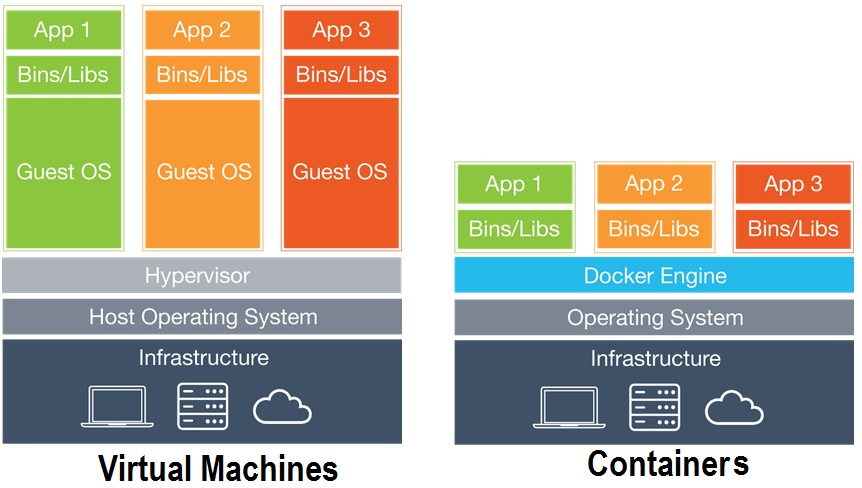 App 1
App 2
App 3
Bins/Libs
Bins/Libs
Bins/Libs
Guest OS
Guest OS
Guest OS
Hypervisor
Host Operating System
Infrastructure
Virtual Machines
App 1
App 2
App 3
Bins/Libs
Bins/Libs
Bins/Libs
Docker Engine
Operating System
Infrastructure
Containers